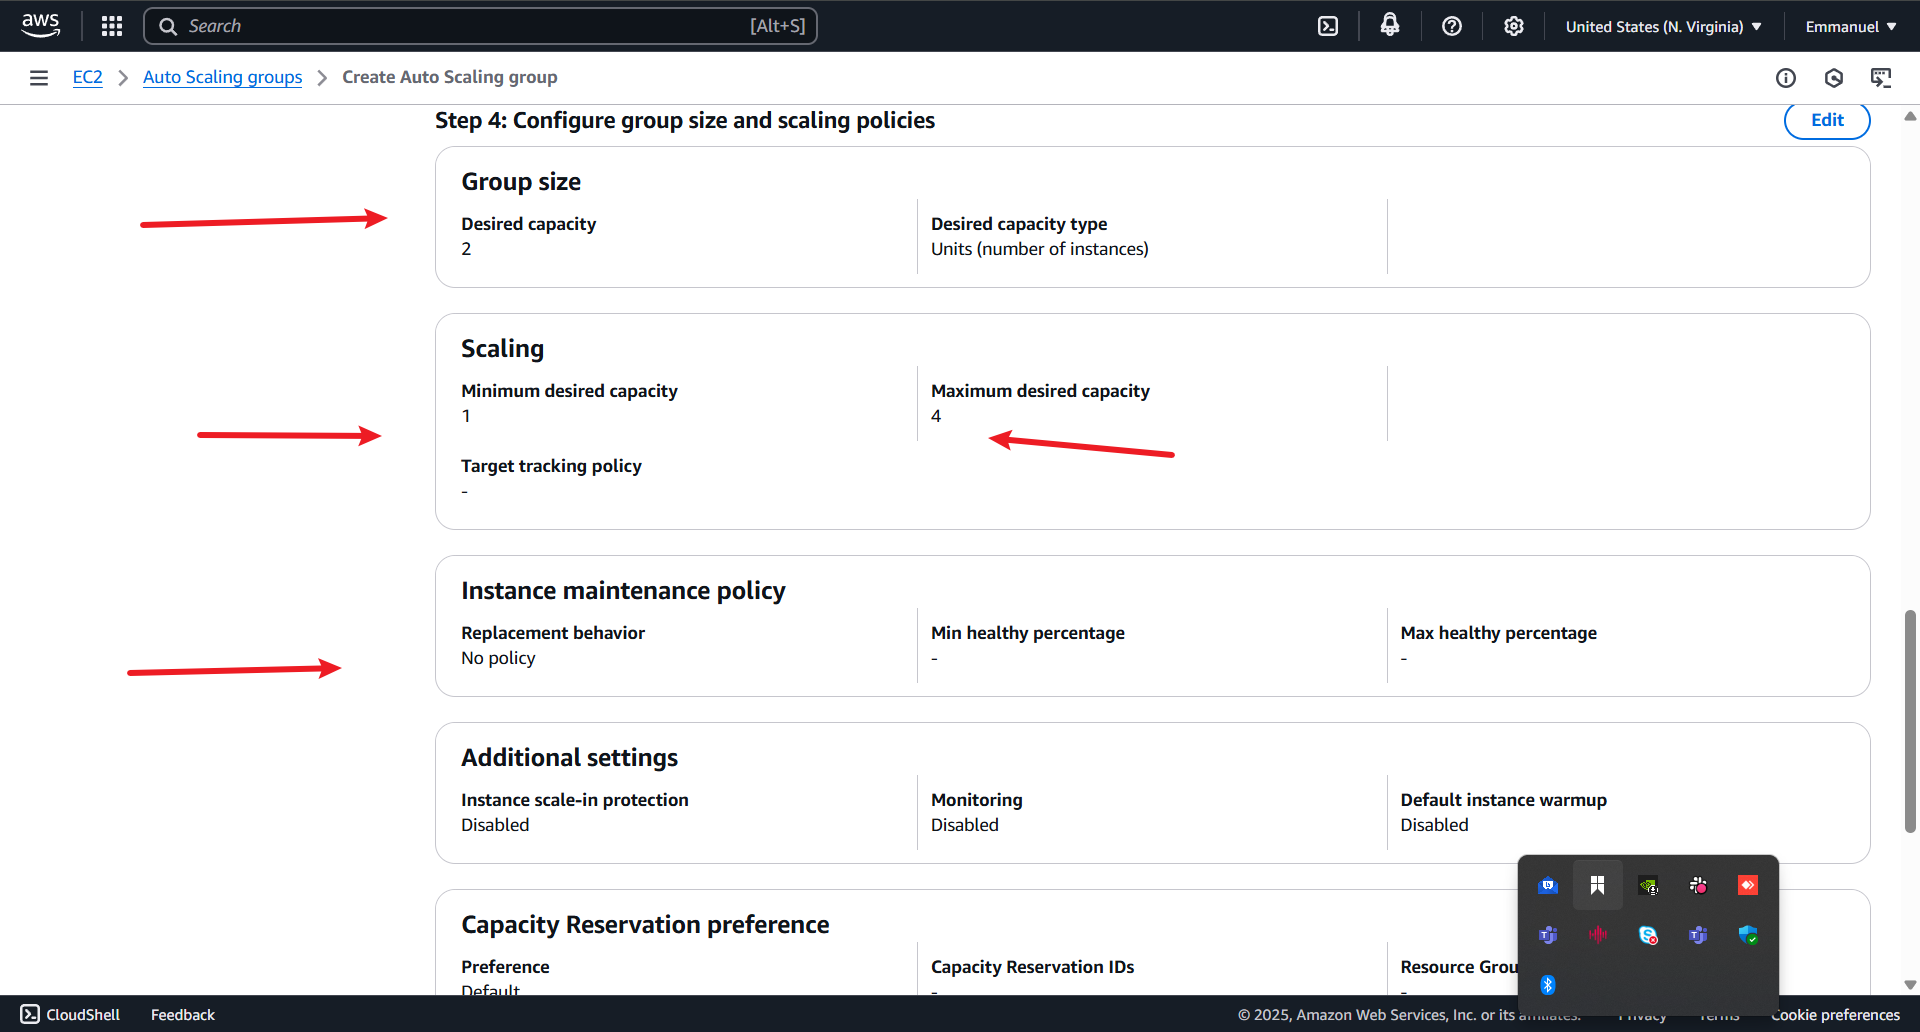 aws
Search [Alt+S]
United States (N. Virginia)
Emmanuel
EC2
Auto Scaling groups
Create Auto Scaling group
Step 4: Configure group size and scaling policies
Edit
Group size
Desired capacity
2
Desired capacity type
Units (number of instances)
Scaling
Minimum desired capacity
1
Maximum desired capacity
4
Target tracking policy
-
Instance maintenance policy
Replacement behavior
No policy
Min healthy percentage
-
Max healthy percentage
-
Additional settings
Instance scale-in protection
Disabled
Monitoring
Disabled
Default instance warmup
Disabled
Capacity Reservation preference
Preference
Default
Capacity Reservation IDs
-
Resource Grou
-
CloudShell
Feedback
© 2025, Amazon Web Services, Inc. or its affiliates.
Privacy
Terms
Cookie preferences